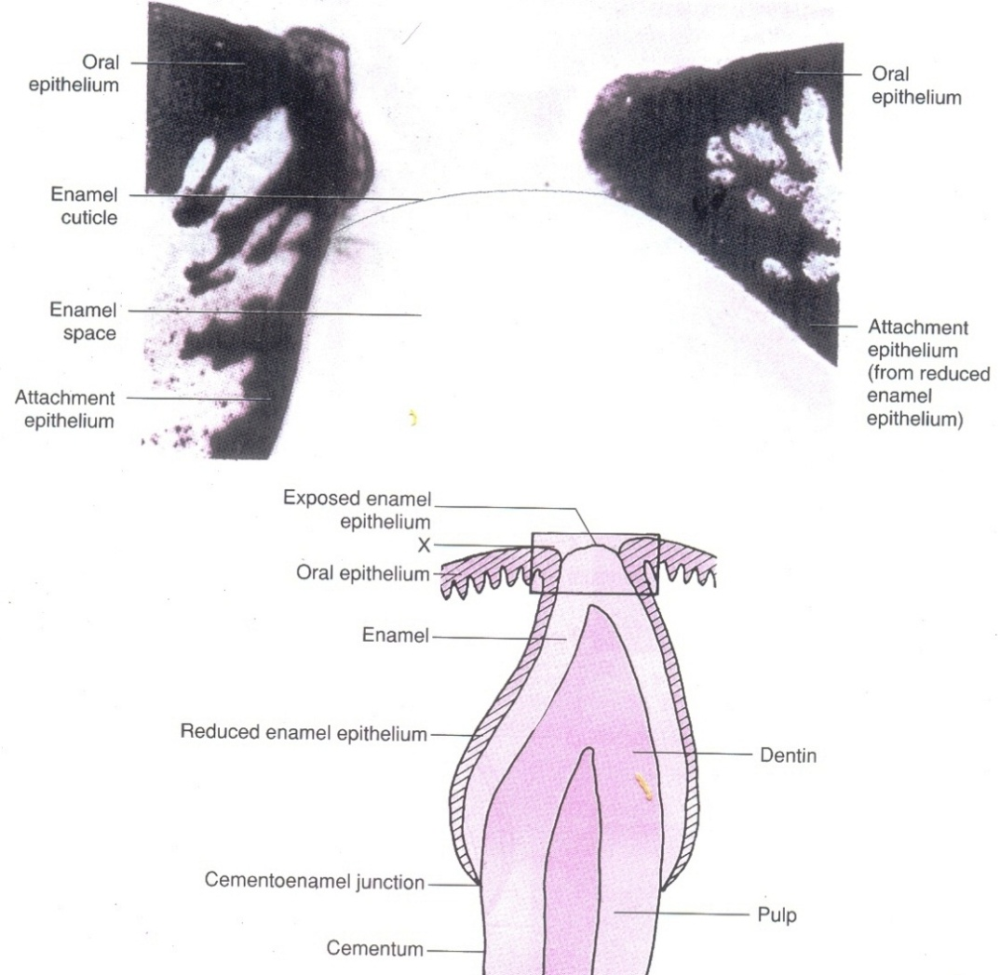 Oral
epithelium
Oral
epithelium
Enamel
cuticle
Enamel
space
Attachment
epithelium
(from reduced
enamel
epithelium)
Attachment
epithelium
Exposed enamel
epithelium
X
Oral epithelium
Enamel
Reduced enamel epithelium
Dentin
Cementoenamel junction
Pulp
Cementum